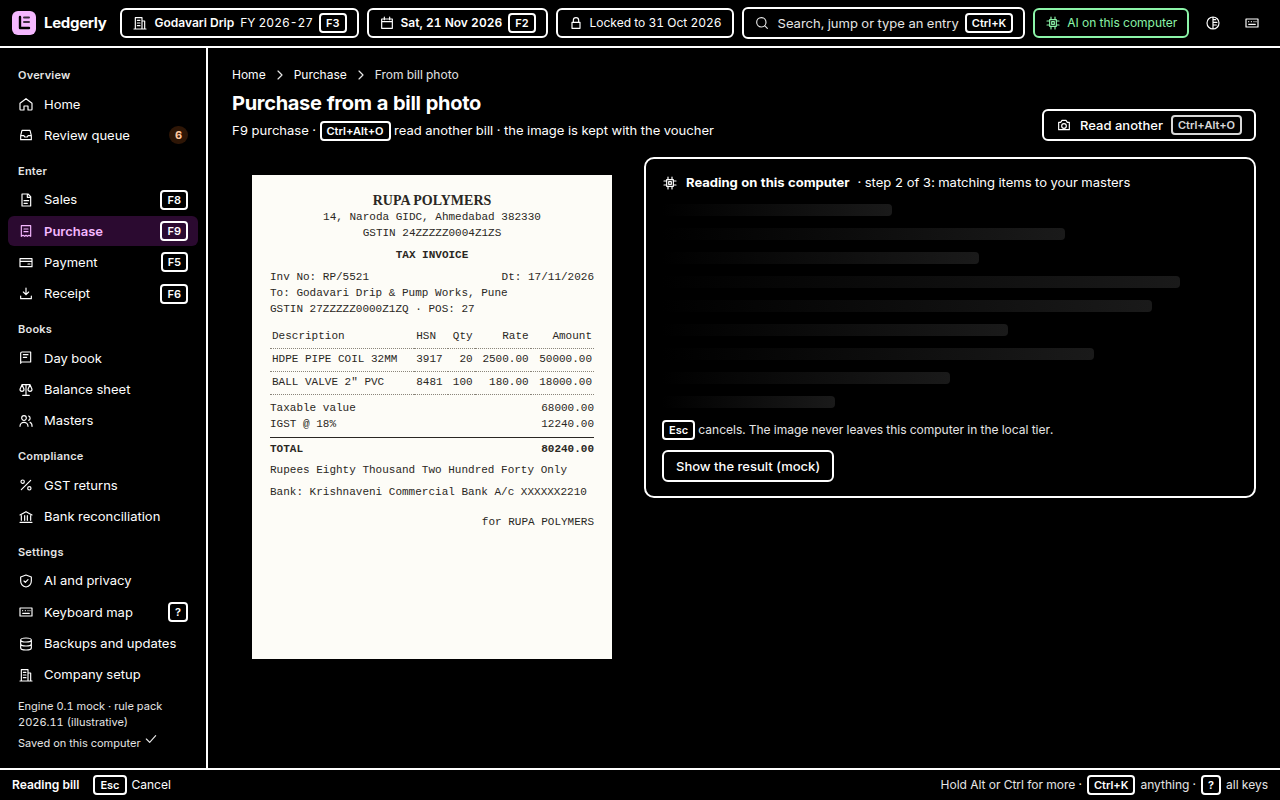 Ledgerly
Godavari Drip FY 2026-27 F3
Sat, 21 Nov 2026 F2
Locked to 31 Oct 2026
Search, jump or type an entry Ctrl+K
AI on this computer
Overview
Home
Review queue 6
Enter
Sales F8
Purchase F9
Payment F5
Receipt F6
Books
Day book
Balance sheet
Masters
Compliance
GST returns
Bank reconciliation
Settings
AI and privacy
Keyboard map ?
Backups and updates
Company setup
Engine 0.1 mock · rule pack
2026.11 (illustrative)
Saved on this computer
Home Purchase From bill photo
Purchase from a bill photo
F9 purchase · Ctrl+Alt+O read another bill · the image is kept with the voucher
Read another Ctrl+Alt+O
RUPA POLYMERS
14, Naroda GIDC, Ahmedabad 382330
GSTIN 24ZZZZZ0004Z1ZS
TAX INVOICE
Inv No: RP/5521 Dt: 17/11/2026
To: Godavari Drip & Pump Works, Pune
GSTIN 27ZZZZZ0000Z1ZQ · POS: 27
Description HSN Qty Rate Amount
HDPE PIPE COIL 32MM 3917 20 2500.00 50000.00
BALL VALVE 2" PVC 8481 100 180.00 18000.00
Taxable value 68000.00
IGST @ 18% 12240.00
TOTAL 80240.00
Rupees Eighty Thousand Two Hundred Forty Only
Bank: Krishnaveni Commercial Bank A/c XXXXXX2210
for RUPA POLYMERS
Reading on this computer · step 2 of 3: matching items to your masters
Esc cancels. The image never leaves this computer in the local tier.
Show the result (mock)
Reading bill Esc Cancel
Hold Alt or Ctrl for more · Ctrl+K anything · ? all keys